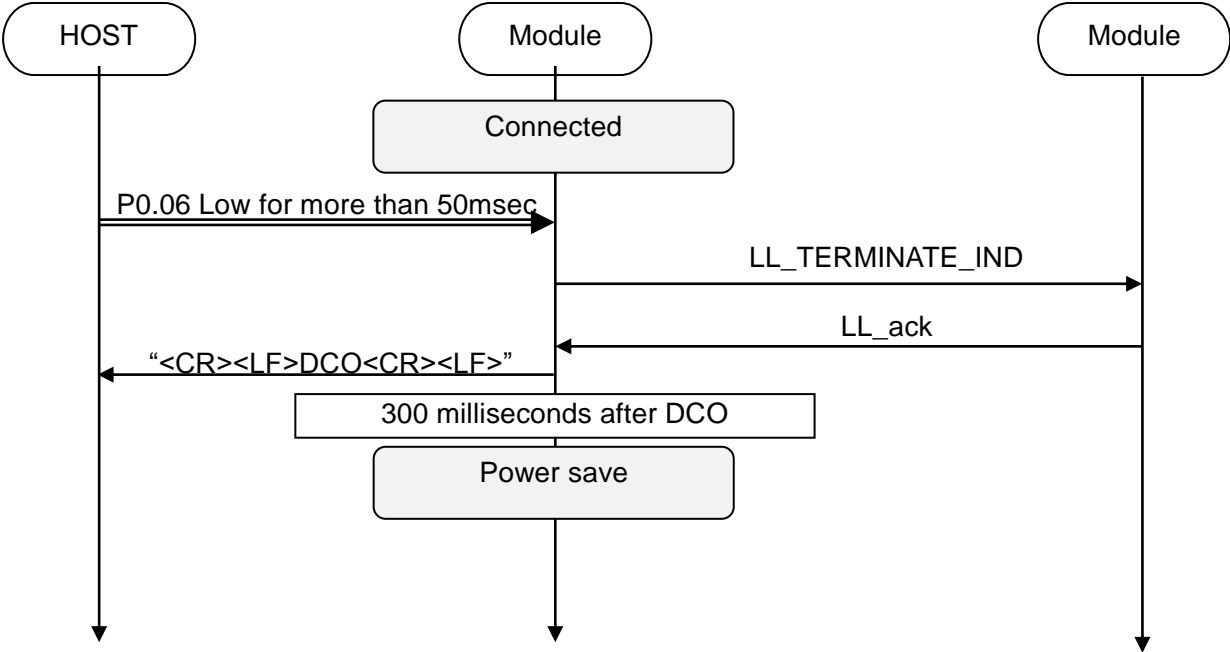 HOST
Module
Module
Connected
P0.06 Low for more than 50msec
LL_TERMINATE_IND
LL_ack
“<CR><LF>DCO<CR><LF>”
300 milliseconds after DCO
Power save